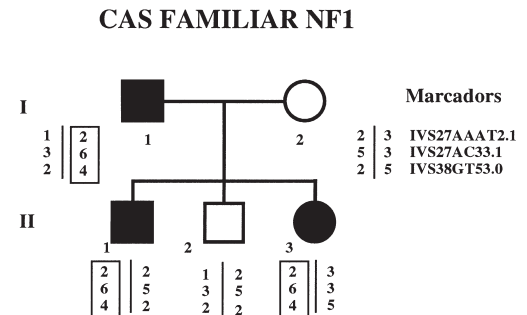 CAS FAMILIAR NF1
I
Marcadors
1 2
1 2 2 3 IVS27AAAT2.1
3 6 5 3 IVS27AC33.1
2 4 2 5 IVS38GT53.0
II
1 2 3
2 2 1 2 2 3
6 5 3 5 6 3
4 2 2 2 4 5